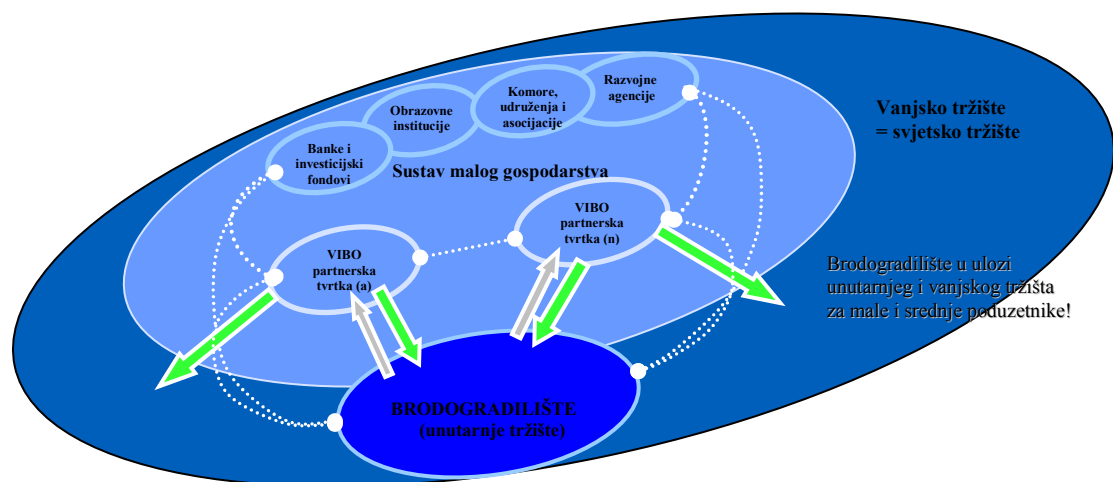 Razvojne
agencije
Komore,
udruženja i
asocijacije
Obrazovne
institucije
Banke i
investicijski
fondovi
Vanjsko tržište
= svjetsko tržište
Sustav malog gospodarstva
VIBO
partnerska
tvrtka (n)
VIBO
partnerska
tvrtka (a)
Brodogradilište u ulozi
unutarnjeg i vanjskog tržišta
za male i srednje poduzetnike!
BRODOGRADILIŠTE
(unutarnje tržište)